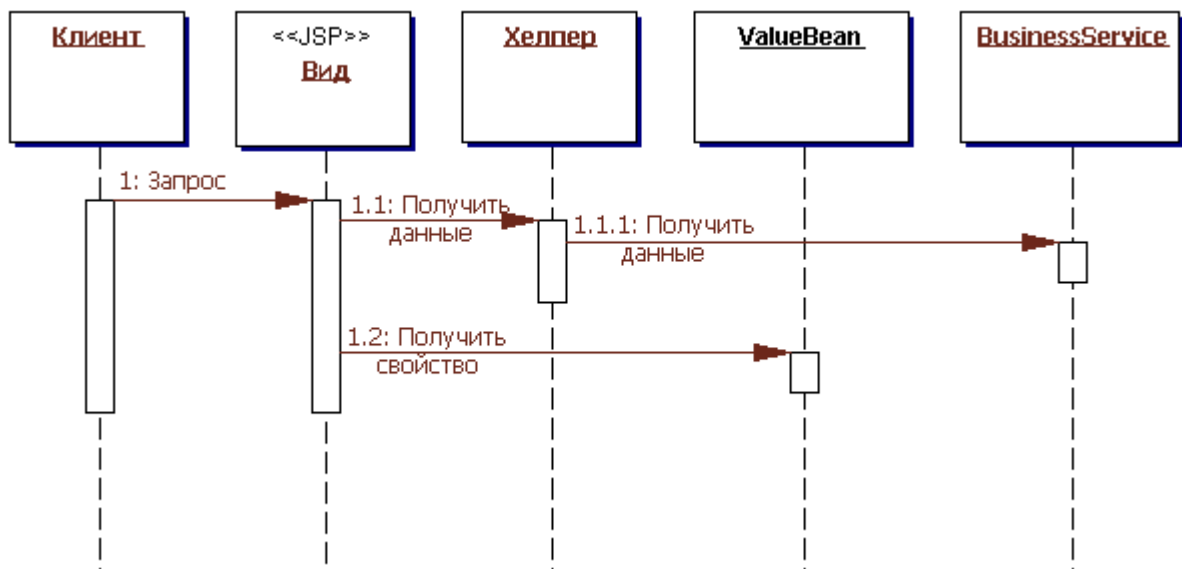 Клиент
<<JSP>>
Вид
Хелпер
ValueBean
BusinessService
1: Запрос
1.1: Получить
данные
1.1.1: Получить
данные
1.2: Получить
свойство